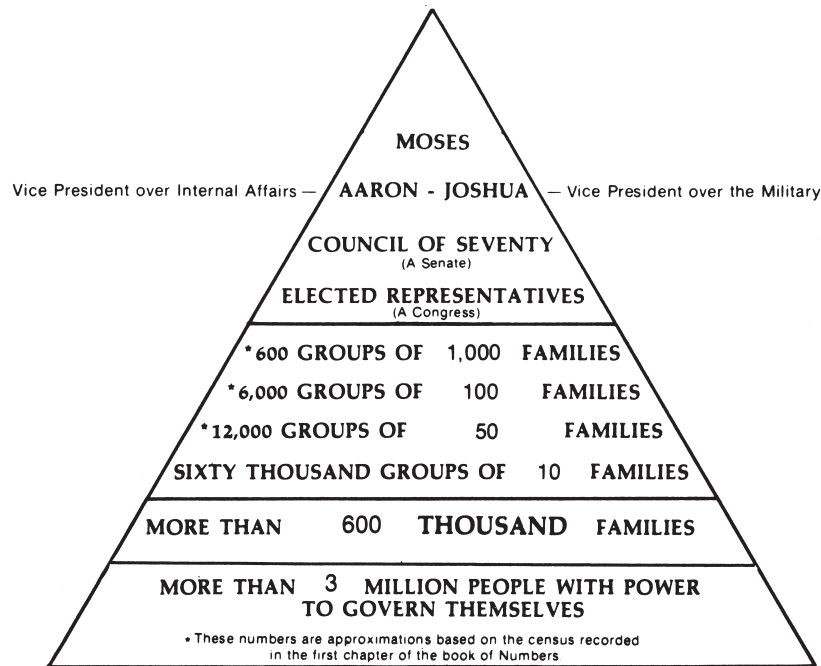 MOSES
Vice President over Internal Affairs — AARON - JOSHUA — Vice President over the Military
COUNCIL OF SEVENTY
(A Senate)
ELECTED REPRESENTATIVES
(A Congress)
*600 GROUPS OF 1,000 FAMILIES
*6,000 GROUPS OF 100 FAMILIES
*12,000 GROUPS OF 50 FAMILIES
SIXTY THOUSAND GROUPS OF 10 FAMILIES
MORE THAN 600 THOUSAND FAMILIES
MORE THAN 3 MILLION PEOPLE WITH POWER
TO GOVERN THEMSELVES
* These numbers are approximations based on the census recorded
in the first chapter of the book of Numbers.